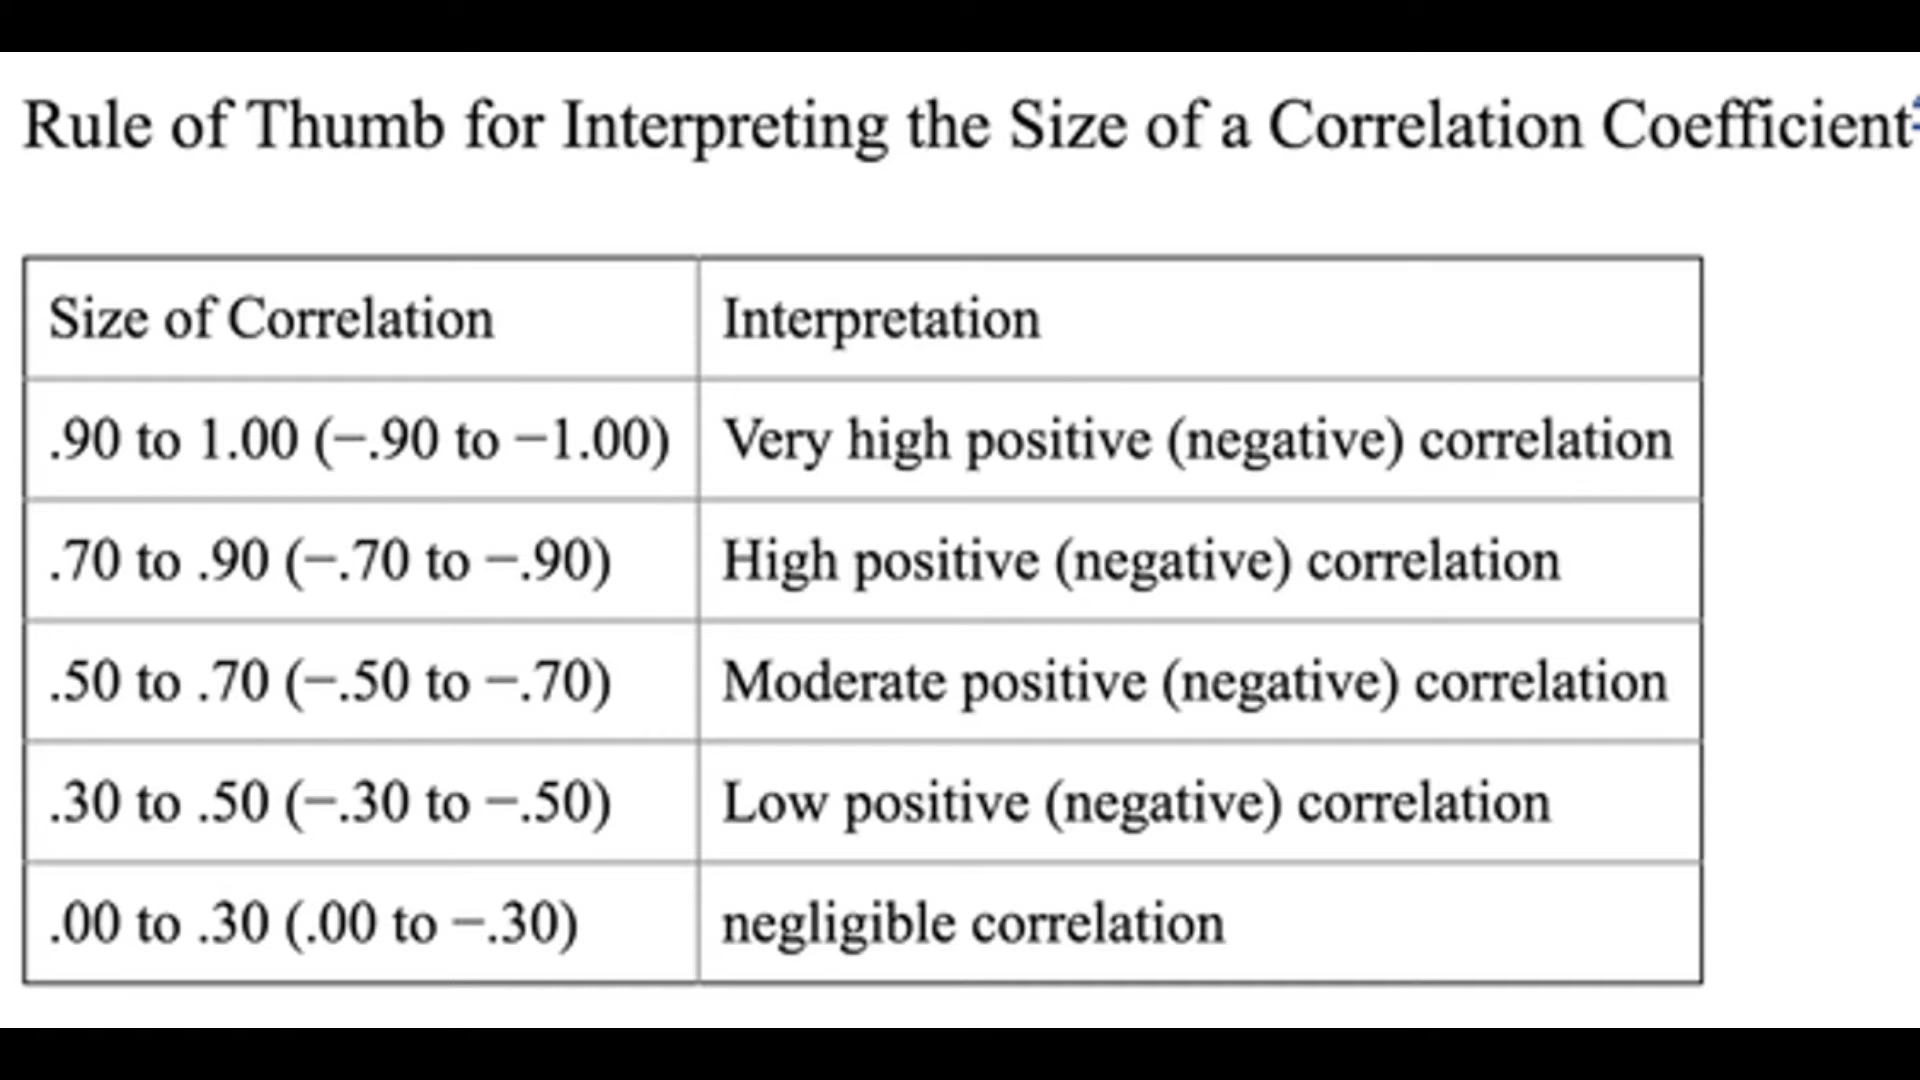 Rule of Thumb for Interpreting the Size of a Correlation Coefficient
Size of Correlation Interpretation
.90 to 1.00 (−.90 to −1.00) Very high positive (negative) correlation
.70 to .90 (−.70 to −.90) High positive (negative) correlation
.50 to .70 (−.50 to −.70) Moderate positive (negative) correlation
.30 to .50 (−.30 to −.50) Low positive (negative) correlation
.00 to .30 (.00 to −.30) negligible correlation